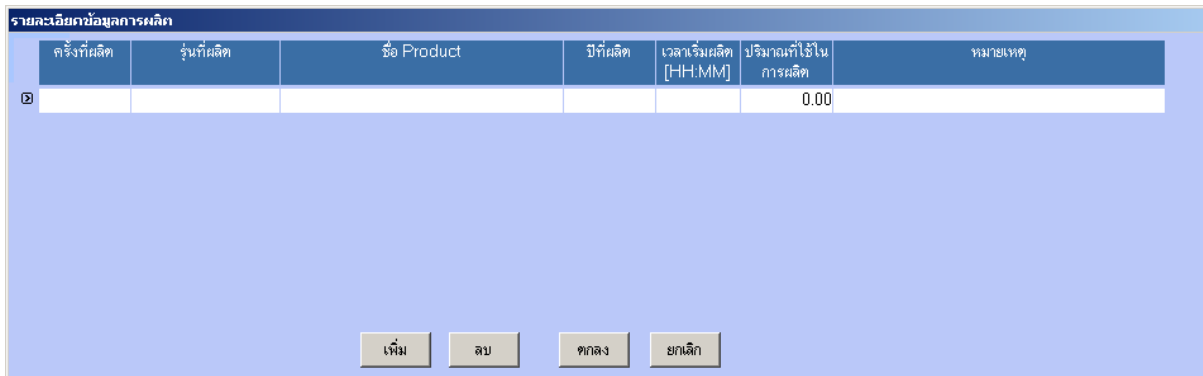 รายละเอียดข้อมูลการผลิต
ครั้งที่ผลิต รุ่นที่ผลิต ชื่อ Product ปีที่ผลิต เวลาเริ่มผลิต ปริมาณที่ใช้ใน หมายเหตุ
[HH:MM] การผลิต
0.00
เพิ่ม ลบ ตกลง ยกเลิก